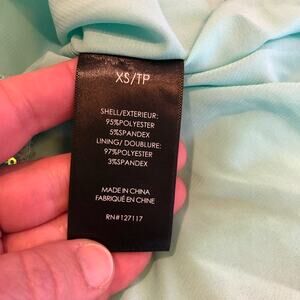 XS/TP
SHELL/EXTERIEUR:
95%POLYESTER
5%SPANDEX
LINING/ DOUBLURE:
97%POLYESTER
3%SPANDEX
MADE IN CHINA
FABRIQUÉ EN CHINE
RN#127117